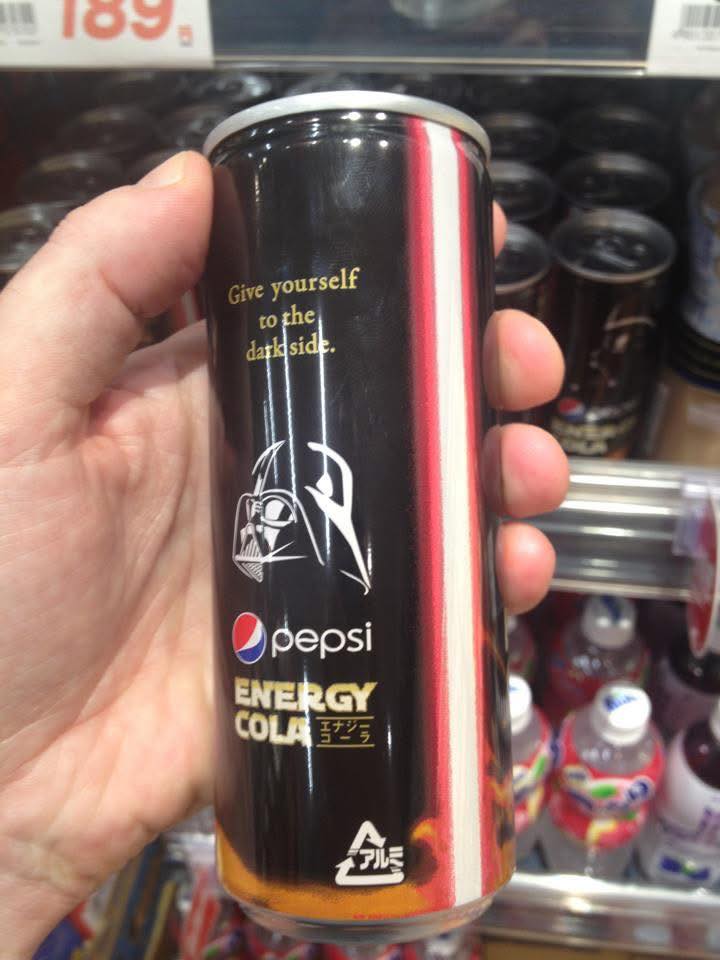 189
Give yourself
to the
dark side.
pepsi
ENERGY
COLA エナジー
コーラ
アルミ